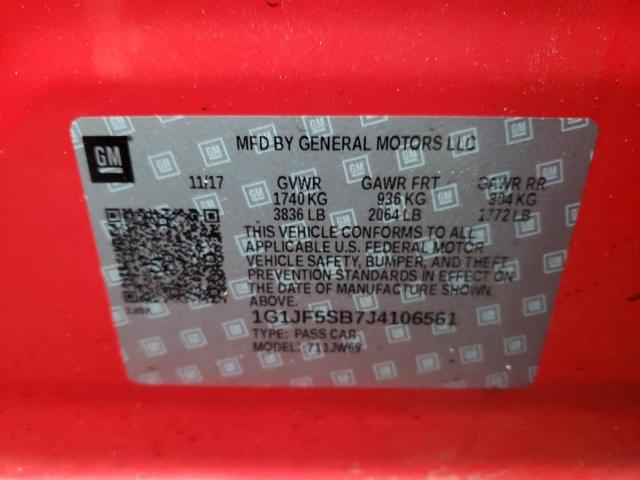 GM
MFD BY GENERAL MOTORS LLC
11/17 GVWR GAWR FRT GAWR RR
1740 KG 936 KG 804 KG
3836 LB 2064 LB 1772 LB
THIS VEHICLE CONFORMS TO ALL
APPLICABLE U.S. FEDERAL MOTOR
VEHICLE SAFETY, BUMPER, AND THEFT
PREVENTION STANDARDS IN EFFECT ON
THE DATE OF MANUFACTURE SHOWN
ABOVE.
1G1JF5SB7J4106561
TYPE: PASS CAR
MODEL: 711JW69